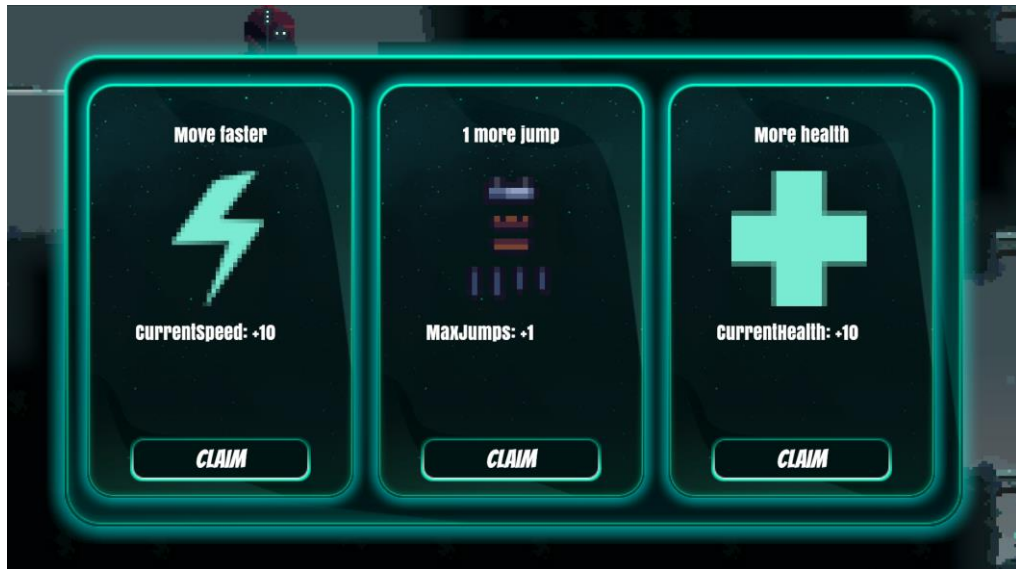 Move faster
CurrentSpeed: +10
CLAIM
1 more jump
MaxJumps: +1
CLAIM
More health
CurrentHealth: +10
CLAIM